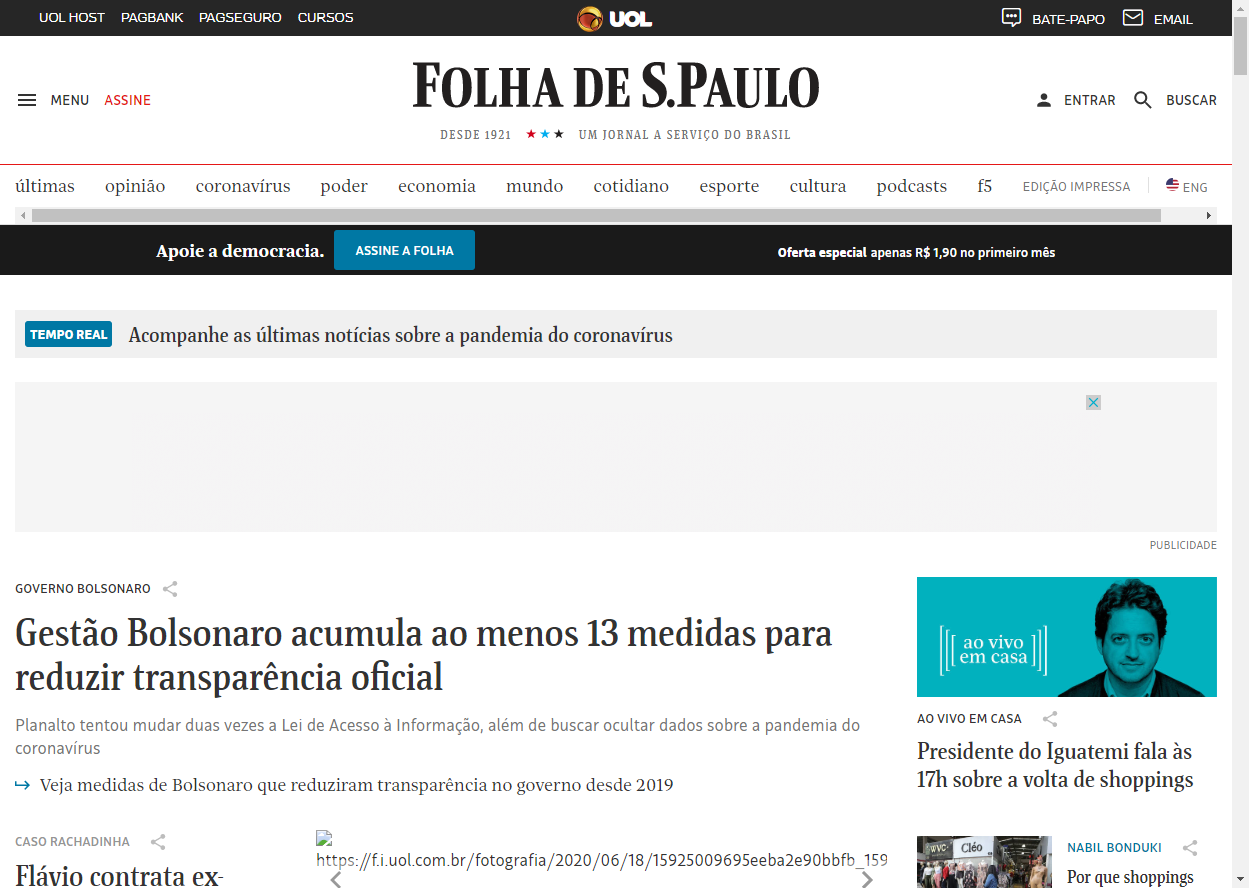 UOL HOST PAGBANK PAGSEGURO CURSOS UOL BATE-PAPO EMAIL
MENU ASSINE FOLHA DE S.PAULO ENTRAR BUSCAR
DESDE 1921 ★★★ UM JORNAL A SERVIÇO DO BRASIL
últimas opinião coronavírus poder economia mundo cotidiano esporte cultura podcasts f5 EDIÇÃO IMPRESSA ENG
Apoie a democracia. ASSINE A FOLHA Oferta especial apenas R$ 1,90 no primeiro mês
TEMPO REAL Acompanhe as últimas notícias sobre a pandemia do coronavírus
PUBLICIDADE
GOVERNO BOLSONARO
Gestão Bolsonaro acumula ao menos 13 medidas para
reduzir transparência oficial
Planalto tentou mudar duas vezes a Lei de Acesso à Informação, além de buscar ocultar dados sobre a pandemia do
coronavírus
Veja medidas de Bolsonaro que reduziram transparência no governo desde 2019
[[[ ao vivo
em casa ]]]
AO VIVO EM CASA
Presidente do Iguatemi fala às
17h sobre a volta de shoppings
CASO RACHADINHA
Flávio contrata ex-
https://f.i.uol.com.br/fotografia/2020/06/18/15925009695eeba2e90bbfb_159
WVC Cléo
NABIL BONDUKI
Por que shoppings